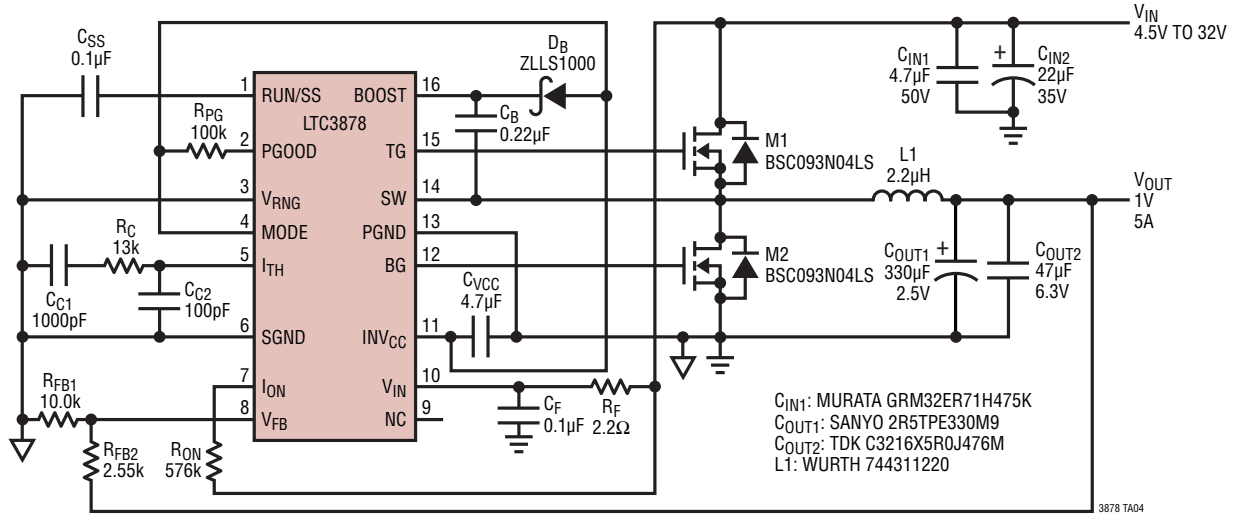 C_SS
0.1µF
1
RUN/SS
R_PG
100k
2
PGOOD
3
V_RNG
4
MODE
R_C
13k
5
I_TH
C_C1
1000pF
C_C2
100pF
6
SGND
R_FB1
10.0k
7
I_ON
8
V_FB
R_FB2
2.55k
R_ON
576k
LTC3878
BOOST
16
TG
15
SW
14
PGND
13
BG
12
INV_CC
11
V_IN
10
NC
9
D_B
ZLLS1000
C_B
0.22µF
C_VCC
4.7µF
C_F
0.1µF
R_F
2.2Ω
M1
BSC093N04LS
M2
BSC093N04LS
V_IN
4.5V TO 32V
C_IN1
4.7µF
50V
+
C_IN2
22µF
35V
L1
2.2µH
V_OUT
1V
5A
C_OUT1
330µF
2.5V
+
C_OUT2
47µF
6.3V
C_IN1: MURATA GRM32ER71H475K
C_OUT1: SANYO 2R5TPE330M9
C_OUT2: TDK C3216X5R0J476M
L1: WURTH 744311220
3878 TA04